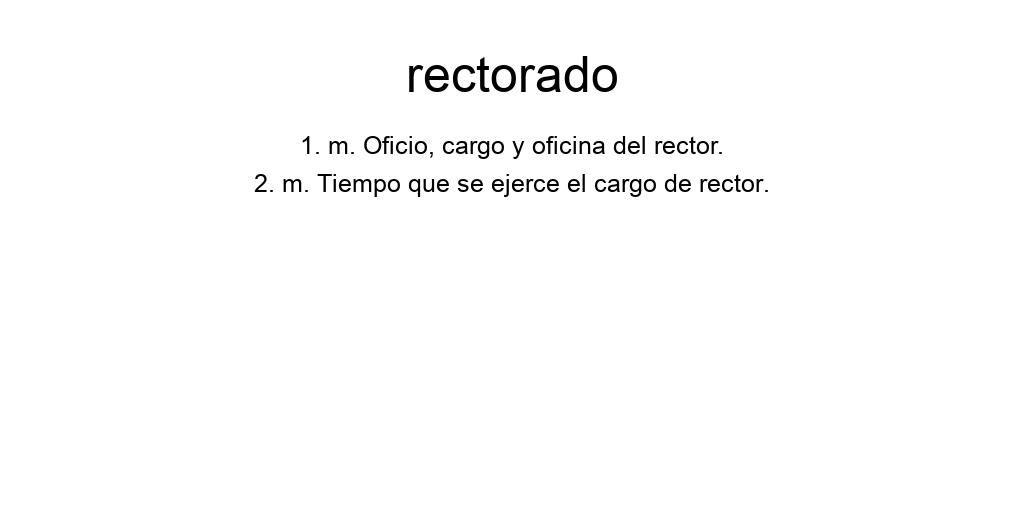 rectorado
1. m. Oficio, cargo y oficina del rector.
2. m. Tiempo que se ejerce el cargo de rector.